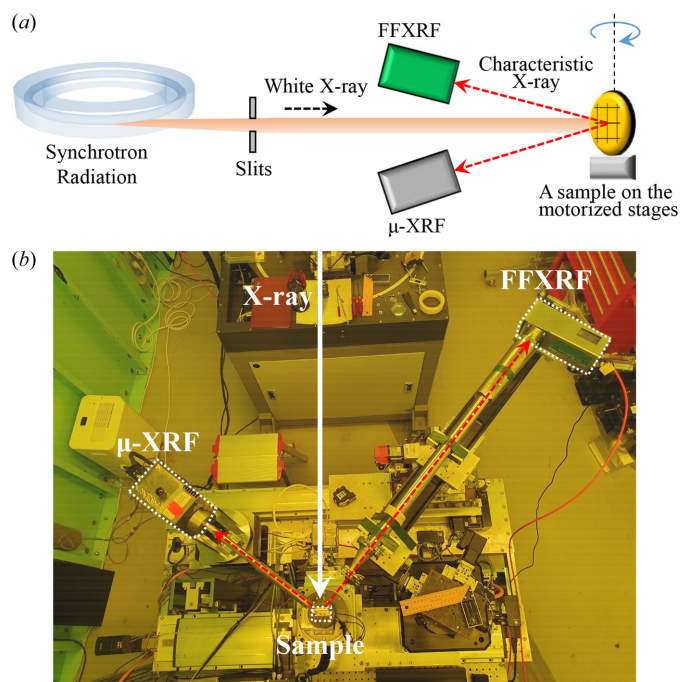 (a)
FFXRF
White X-ray
Characteristic
X-ray
Synchrotron
Radiation
Slits
μ-XRF
A sample on the
motorized stages
(b)
X-ray
FFXRF
μ-XRF
Sample